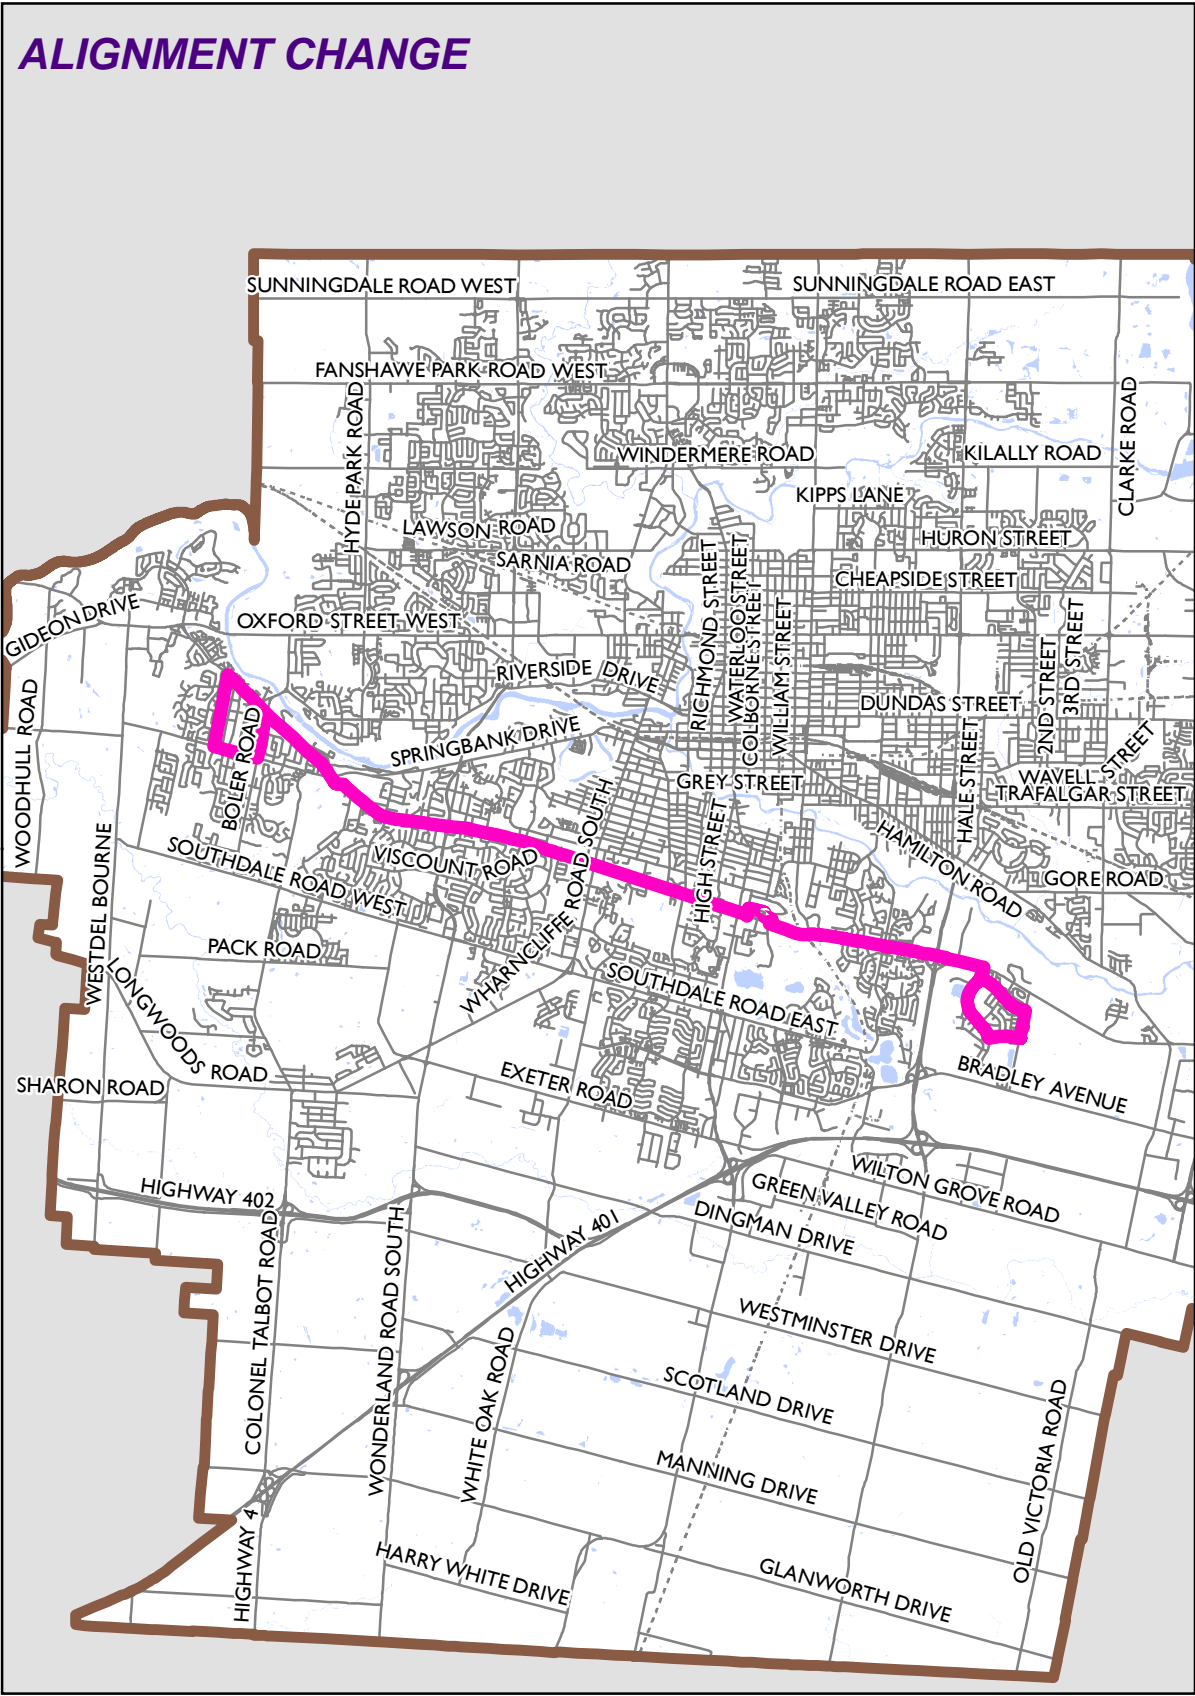 ALIGNMENT CHANGE
SUNNINGDALE ROAD WEST
SUNNINGDALE ROAD EAST
FANSHAWE PARK ROAD WEST
HYDE PARK ROAD
CLARKE ROAD
WINDERMERE ROAD
KILALLY ROAD
KIPPS LANE
LAWSON ROAD
HURON STREET
SARNIA ROAD
CHEAPSIDE STREET
GIDEON DRIVE
OXFORD STREET WEST
RICHMOND STREET
WATERLOO STREET
COLBORNE STREET
WILLIAM STREET
2ND STREET
3RD STREET
RIVERSIDE DRIVE
DUNDAS STREET
WOODHULL ROAD
BOLER ROAD
SPRINGBANK DRIVE
HALE STREET
GREY STREET
WAVELL STREET
TRAFALGAR STREET
WESTDEL BOURNE
SOUTHDALE ROAD WEST
VISCOUNT ROAD
WHARNCLIFFE ROAD SOUTH
HIGH STREET
HAMILTON ROAD
GORE ROAD
PACK ROAD
LONGWOODS ROAD
SOUTHDALE ROAD EAST
SHARON ROAD
EXETER ROAD
BRADLEY AVENUE
HIGHWAY 402
WILTON GROVE ROAD
GREEN VALLEY ROAD
DINGMAN DRIVE
COLONEL TALBOT ROAD
WONDERLAND ROAD SOUTH
HIGHWAY 401
WHITE OAK ROAD
WESTMINSTER DRIVE
SCOTLAND DRIVE
OLD VICTORIA ROAD
MANNING DRIVE
HIGHWAY 4
HARRY WHITE DRIVE
GLANWORTH DRIVE